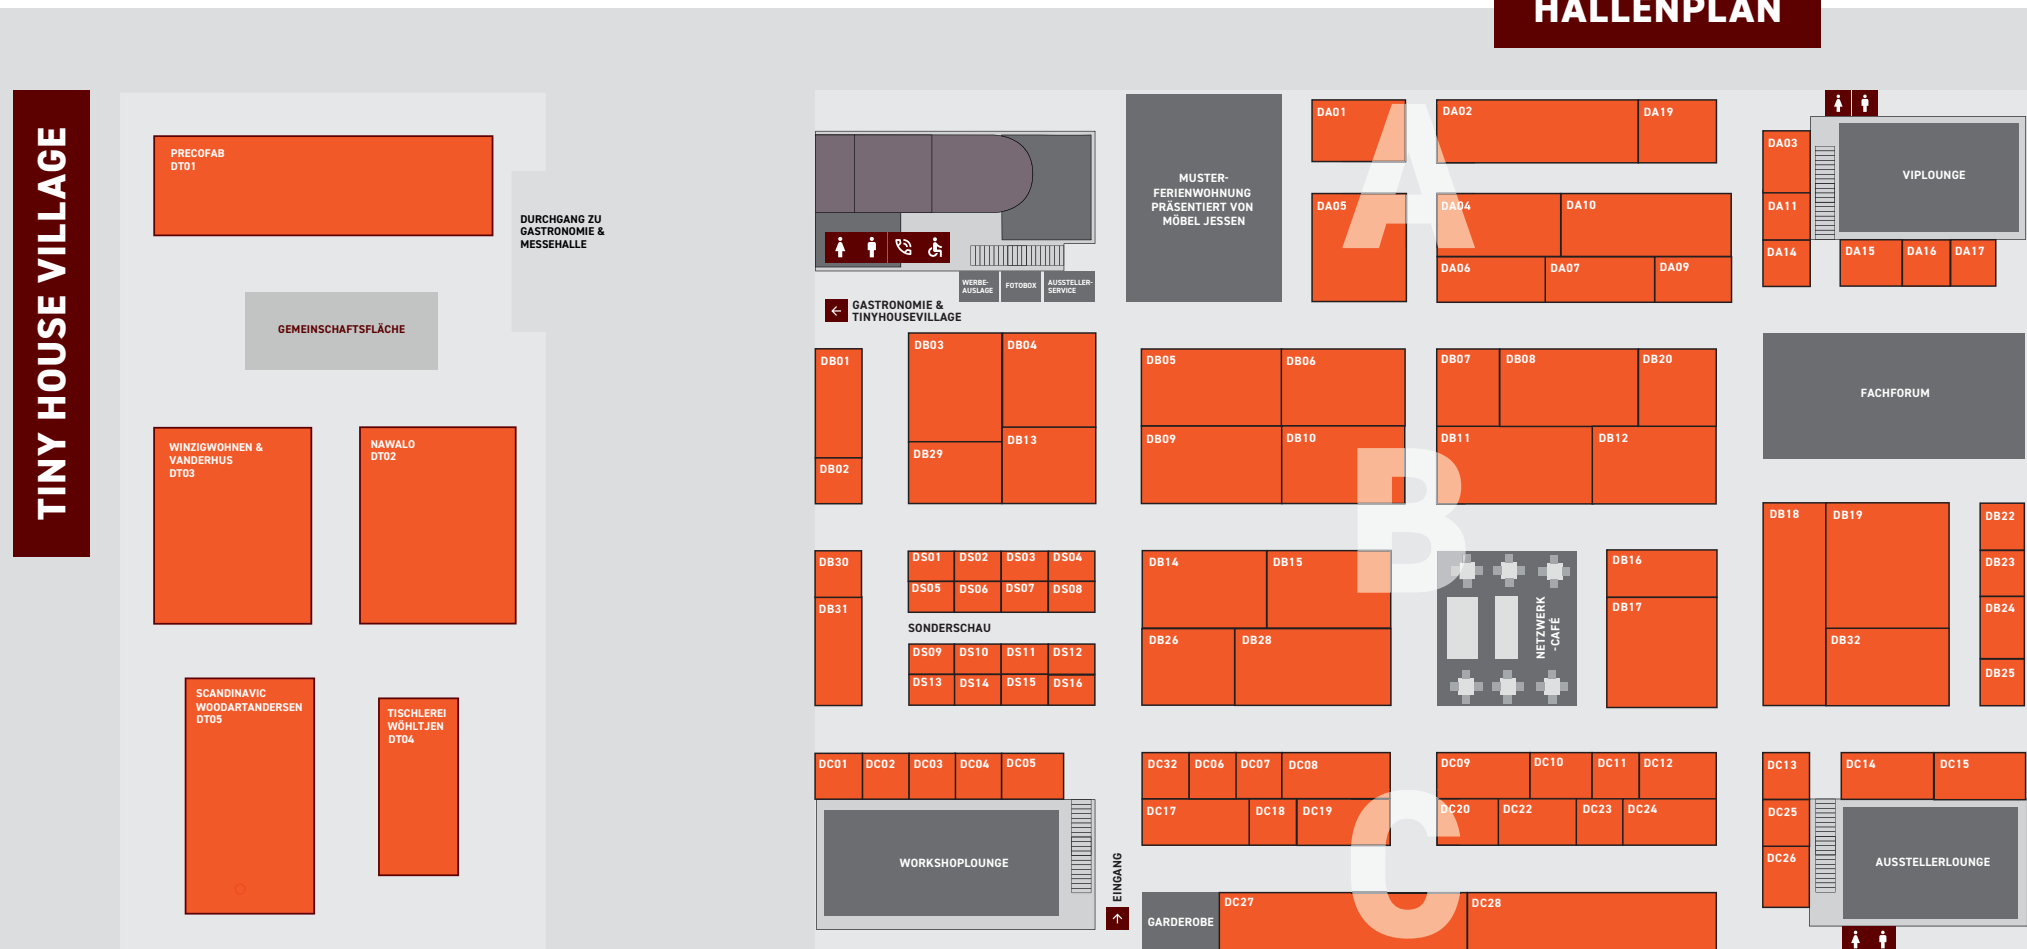 HALLENPLAN
TINY HOUSE VILLAGE
PRECOFAB
DT01
DURCHGANG ZU
GASTRONOMIE &
MESSEHALLE
GEMEINSCHAFTSFLÄCHE
WINZIGWOHNEN &
VANDERHUS
DT03
NAWALO
DT02
SCANDINAVIC
WOODARTANDERSEN
DT05
TISCHLEREI
WÖHLTJEN
DT04
WERBE-
AUSLAGE
FOTOBOX
AUSSTELLER-
SERVICE
GASTRONOMIE &
TINYHOUSEVILLAGE
MUSTER-
FERIENWOHNUNG
PRÄSENTIERT VON
MÖBEL JESSEN
A
DA01
DA02
DA19
DA03
VIPLOUNGE
DA05
DA04
DA10
DA11
DA06
DA07
DA09
DA14
DA15
DA16
DA17
DB01
DB03
DB04
DB05
DB06
DB07
DB08
DB20
FACHFORUM
DB02
DB29
DB13
DB09
DB10
DB11
DB12
B
DB18
DB19
DB22
DB23
DB24
DB32
DB25
DB30
DS01
DS02
DS03
DS04
DB31
DS05
DS06
DS07
DS08
SONDERSCHAU
DS09
DS10
DS11
DS12
DS13
DS14
DS15
DS16
DB14
DB15
DB26
DB28
NETZWERK
-CAFÉ
DB16
DB17
DC01
DC02
DC03
DC04
DC05
DC32
DC06
DC07
DC08
DC09
DC10
DC11
DC12
DC13
DC14
DC15
DC17
DC18
DC19
DC20
DC22
DC23
DC24
DC25
DC26
C
WORKSHOPLOUNGE
EINGANG
GARDEROBE
DC27
DC28
AUSSTELLERLOUNGE